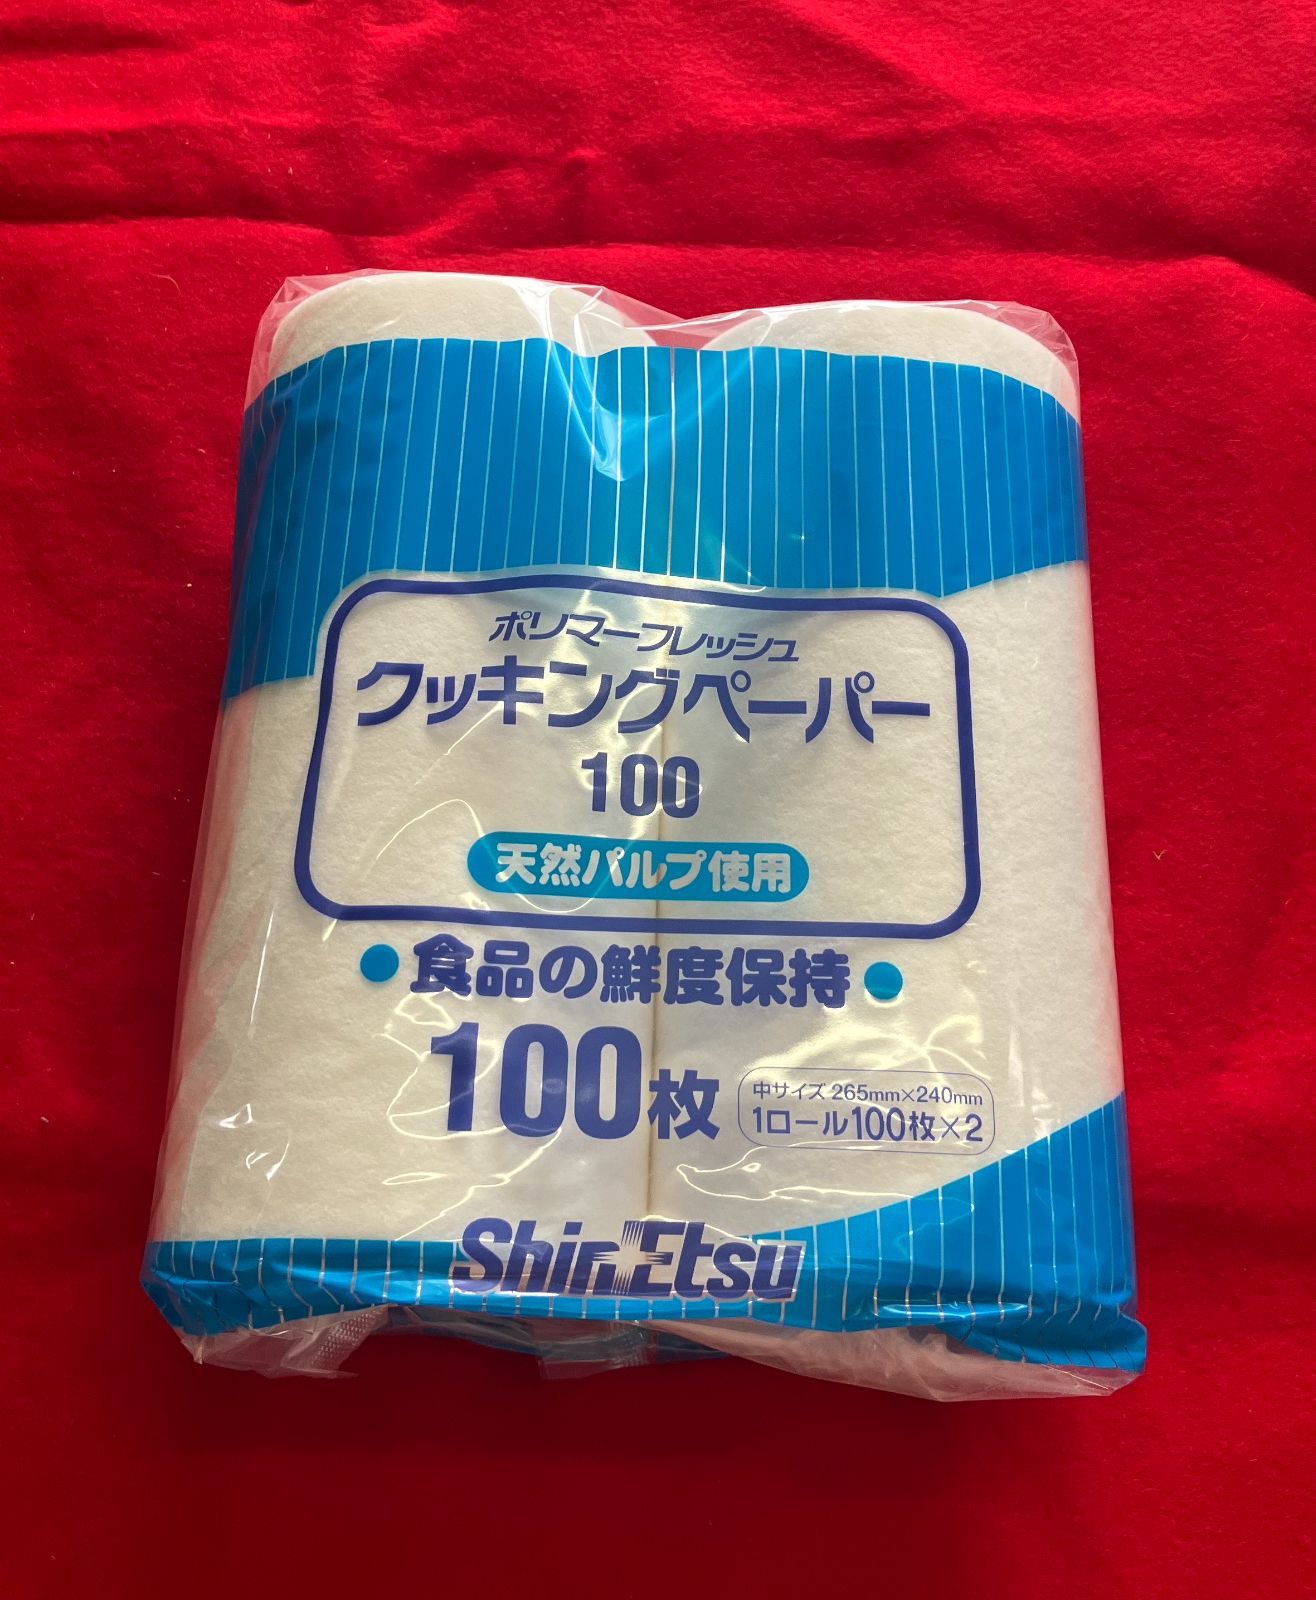 ポリマーフレッシュ
クッキングペーパー
100
天然パルプ使用
●食品の鮮度保持●
100枚
中サイズ 265mm×240mm
1ロール100枚×2
Shin-Etsu